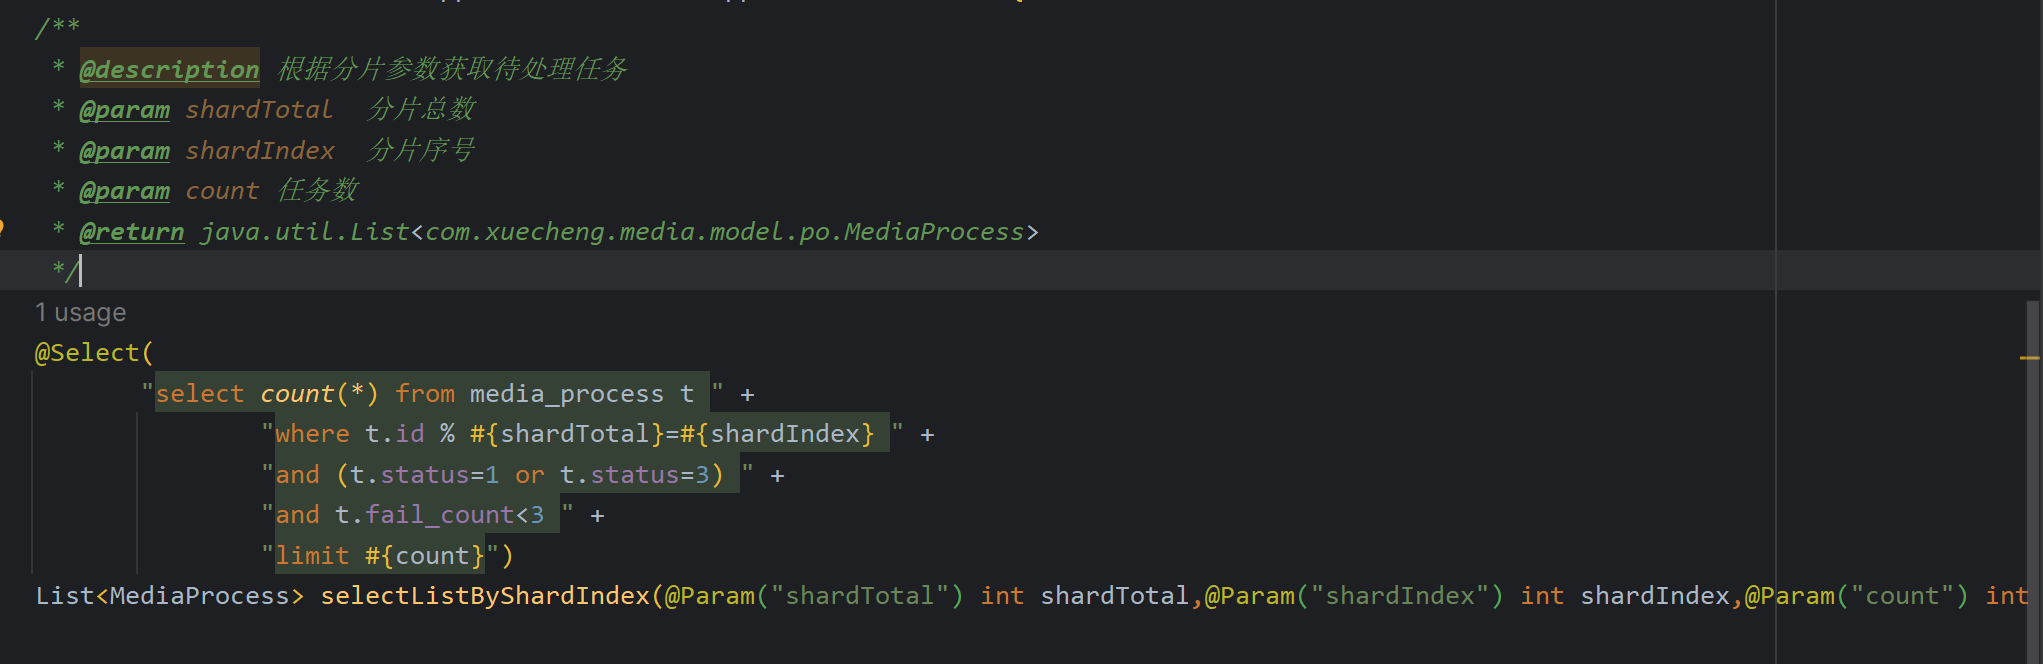 /**
* @description 根据分片参数获取待处理任务
* @param shardTotal 分片总数
* @param shardIndex 分片序号
* @param count 任务数
* @return java.util.List<com.xuecheng.media.model.po.MediaProcess>
*/
1 usage
@Select(
"select count(*) from media_process t " +
"where t.id % #{shardTotal}=#{shardIndex} " +
"and (t.status=1 or t.status=3) " +
"and t.fail_count<3 " +
"limit #{count}")
List<MediaProcess> selectListByShardIndex(@Param("shardTotal") int shardTotal,@Param("shardIndex") int shardIndex,@Param("count") int